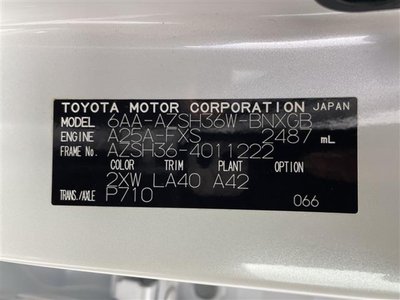 TOYOTA MOTOR CORPORATION JAPAN
MODEL 6AA-AZSH36W-BNXGB
ENGINE A25A-FXS 2487 mL
FRAME No. AZSH36-4011222
COLOR TRIM PLANT OPTION
2XW LA40 A42
TRANS./AXLE P710 066